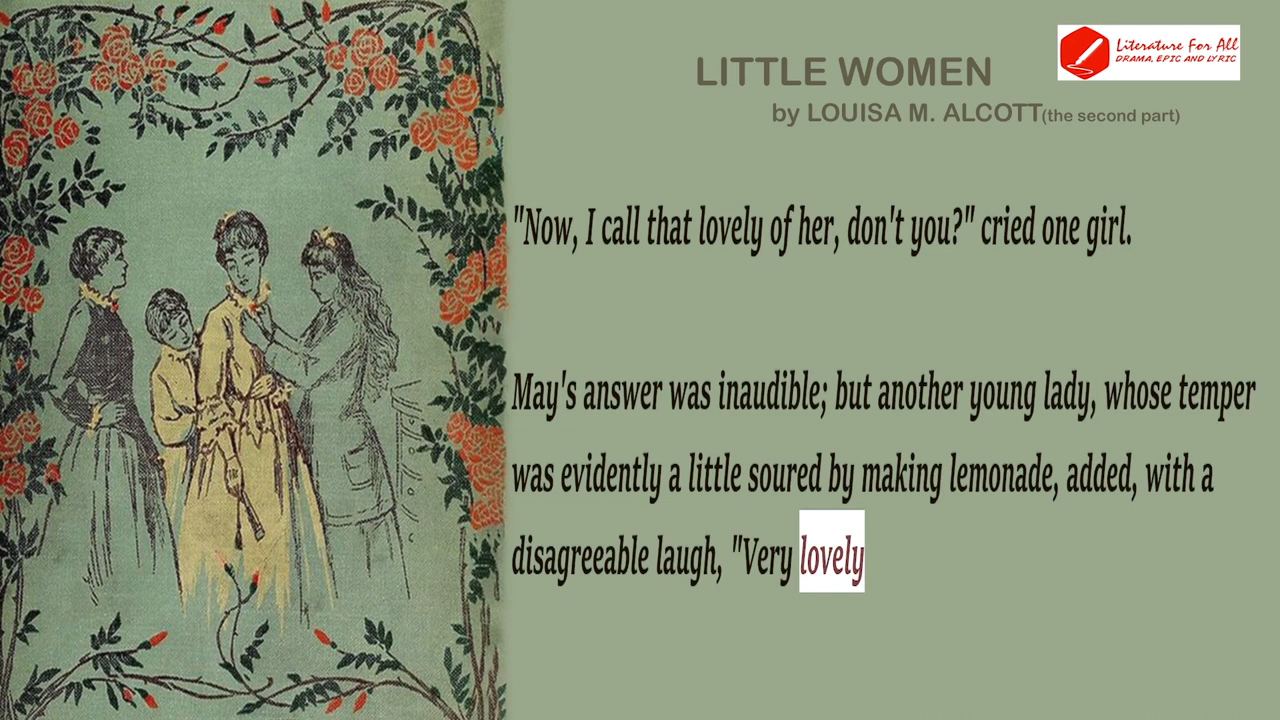 LITTLE WOMEN
Literature For All
DRAMA, EPIC AND LYRIC
by LOUISA M. ALCOTT(the second part)
"Now, I call that lovely of her, don't you?" cried one girl.
May's answer was inaudible; but another young lady, whose temper
was evidently a little soured by making lemonade, added, with a
disagreeable laugh, "Very lovely